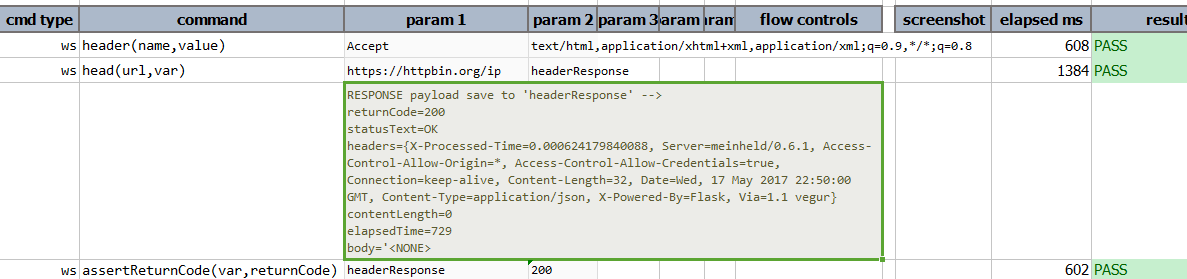 cmd type command param 1 param 2 param 3 param param flow controls screenshot elapsed ms result
ws header(name,value) Accept text/html,application/xhtml+xml,application/xml;q=0.9,*/*;q=0.8 608 PASS
ws head(url,var) https://httpbin.org/ip headerResponse 1384 PASS
RESPONSE payload save to 'headerResponse' -->
returnCode=200
statusText=OK
headers={X-Processed-Time=0.000624179840088, Server=meinheld/0.6.1, Access-
Control-Allow-Origin=*, Access-Control-Allow-Credentials=true,
Connection=keep-alive, Content-Length=32, Date=Wed, 17 May 2017 22:50:00
GMT, Content-Type=application/json, X-Powered-By=Flask, Via=1.1 vegur}
contentLength=0
elapsedTime=729
body='<NONE>
ws assertReturnCode(var,returnCode) headerResponse 200 602 PASS